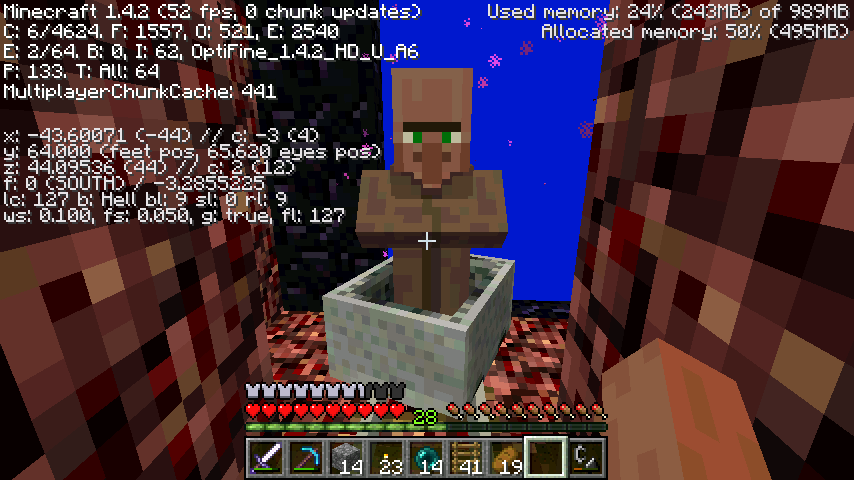 Minecraft 1.4.2 (52 fps, 0 chunk updates)
Used memory: 24% (243MB) of 989MB
C: 6/4624. F: 1557, O: 521, E: 2540
Allocated memory: 50% (495MB)
E: 2/64. B: 0, I: 62, OptiFine_1.4.2_HD_U_A6
P: 133. T: All: 64
MultiplayerChunkCache: 441
x: -43.60071 (-44) // c: -3 (4)
y: 64.000 (feet pos, 65.620 eyes pos)
z: 44.09536 (44) // c: 2 (12)
f: 0 (SOUTH) / -3.2855225
lc: 127 b: Hell bl: 9 sl: 0 rl: 9
ws: 0.100, fs: 0.050, g: true, fl: 127
28
14 23 14 41 19